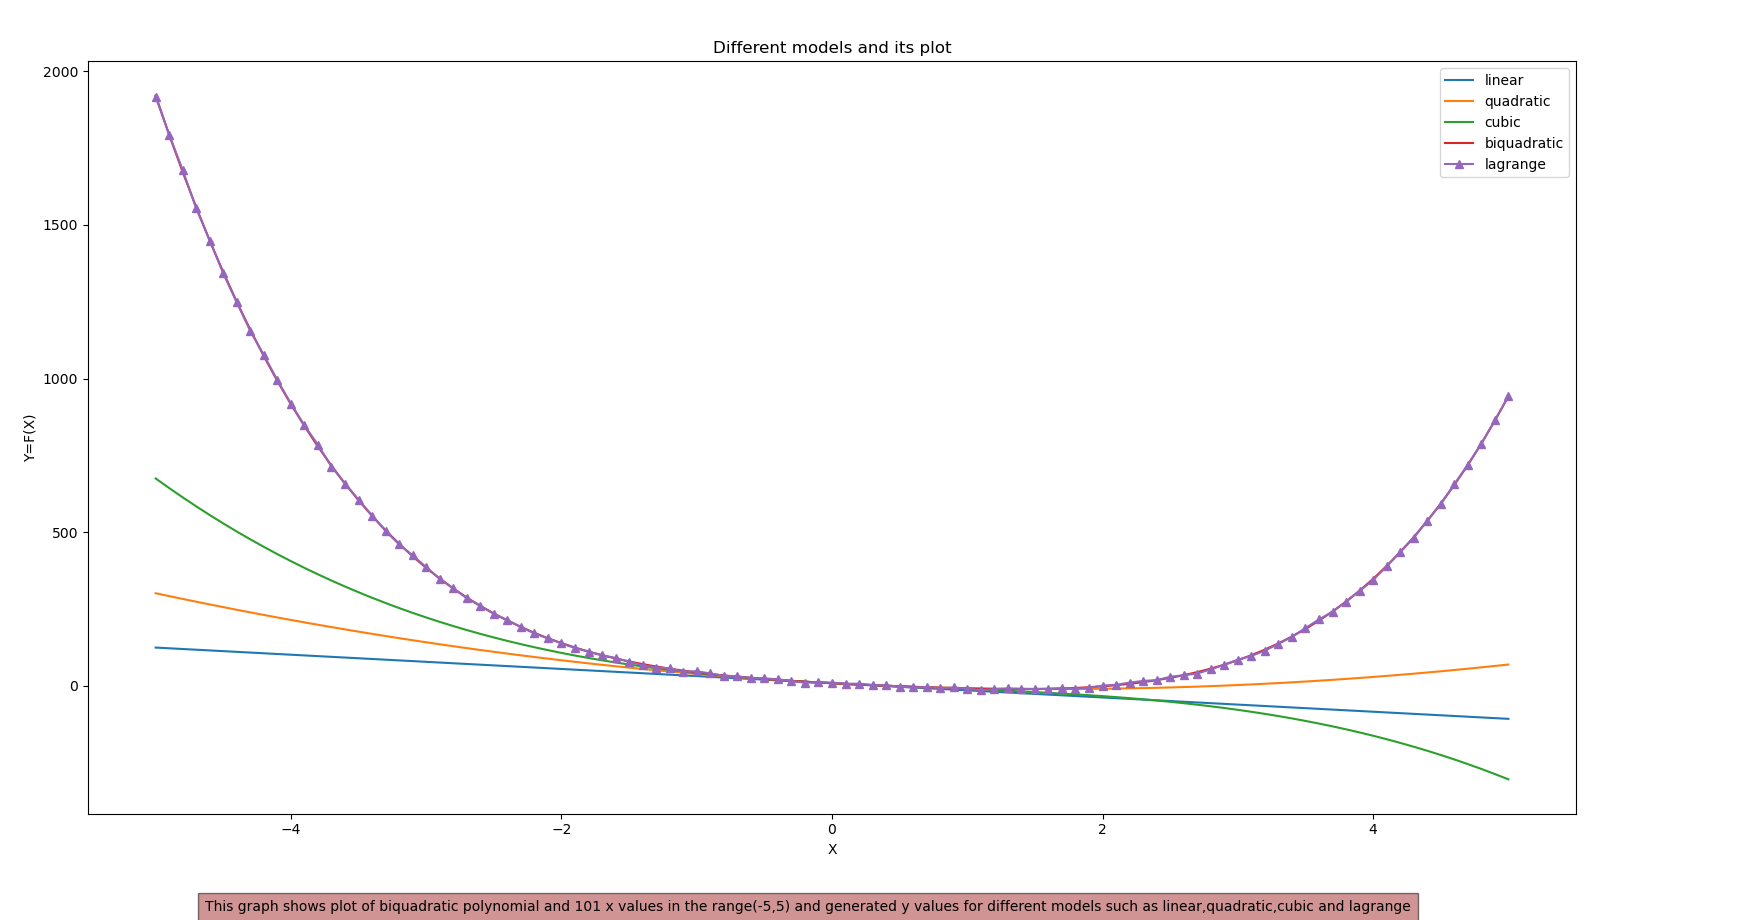 Different models and its plot
2000
1500
1000
500
0
Y=F(X)
linear
quadratic
cubic
biquadratic
lagrange
−4
−2
0
2
4
X
This graph shows plot of biquadratic polynomial and 101 x values in the range(-5,5) and generated y values for different models such as linear,quadratic,cubic and lagrange